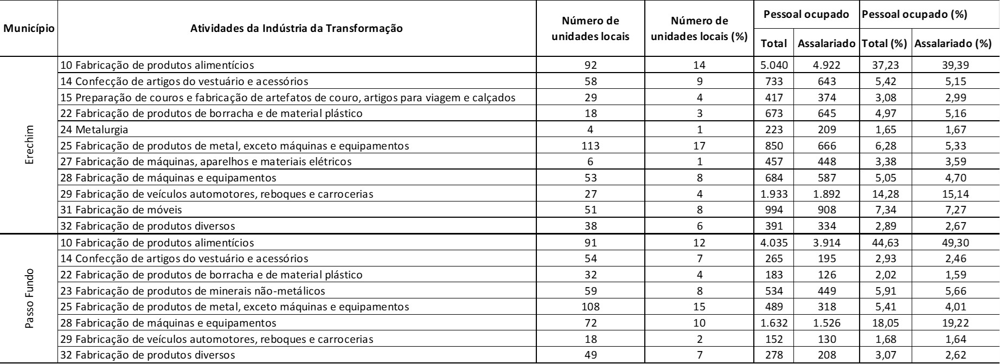 Município Atividades da Indústria da Transformação Número de unidades locais Número de unidades locais (%) Pessoal ocupado Pessoal ocupado (%)
Total Assalariado Total (%) Assalariado (%)
Erechim
10 Fabricação de produtos alimentícios 92 14 5.040 4.922 37,23 39,39
14 Confecção de artigos do vestuário e acessórios 58 9 733 643 5,42 5,15
15 Preparação de couros e fabricação de artefatos de couro, artigos para viagem e calçados 29 4 417 374 3,08 2,99
22 Fabricação de produtos de borracha e de material plástico 18 3 673 645 4,97 5,16
24 Metalurgia 4 1 223 209 1,65 1,67
25 Fabricação de produtos de metal, exceto máquinas e equipamentos 113 17 850 666 6,28 5,33
27 Fabricação de máquinas, aparelhos e materiais elétricos 6 1 457 448 3,38 3,59
28 Fabricação de máquinas e equipamentos 53 8 684 587 5,05 4,70
29 Fabricação de veículos automotores, reboques e carrocerias 27 4 1.933 1.892 14,28 15,14
31 Fabricação de móveis 51 8 994 908 7,34 7,27
32 Fabricação de produtos diversos 38 6 391 334 2,89 2,67
Passo Fundo
10 Fabricação de produtos alimentícios 91 12 4.035 3.914 44,63 49,30
14 Confecção de artigos do vestuário e acessórios 54 7 265 195 2,93 2,46
22 Fabricação de produtos de borracha e de material plástico 32 4 183 126 2,02 1,59
23 Fabricação de produtos de minerais não-metálicos 59 8 534 449 5,91 5,66
25 Fabricação de produtos de metal, exceto máquinas e equipamentos 108 15 489 318 5,41 4,01
28 Fabricação de máquinas e equipamentos 72 10 1.632 1.526 18,05 19,22
29 Fabricação de veículos automotores, reboques e carrocerias 18 2 152 130 1,68 1,64
32 Fabricação de produtos diversos 49 7 278 208 3,07 2,62